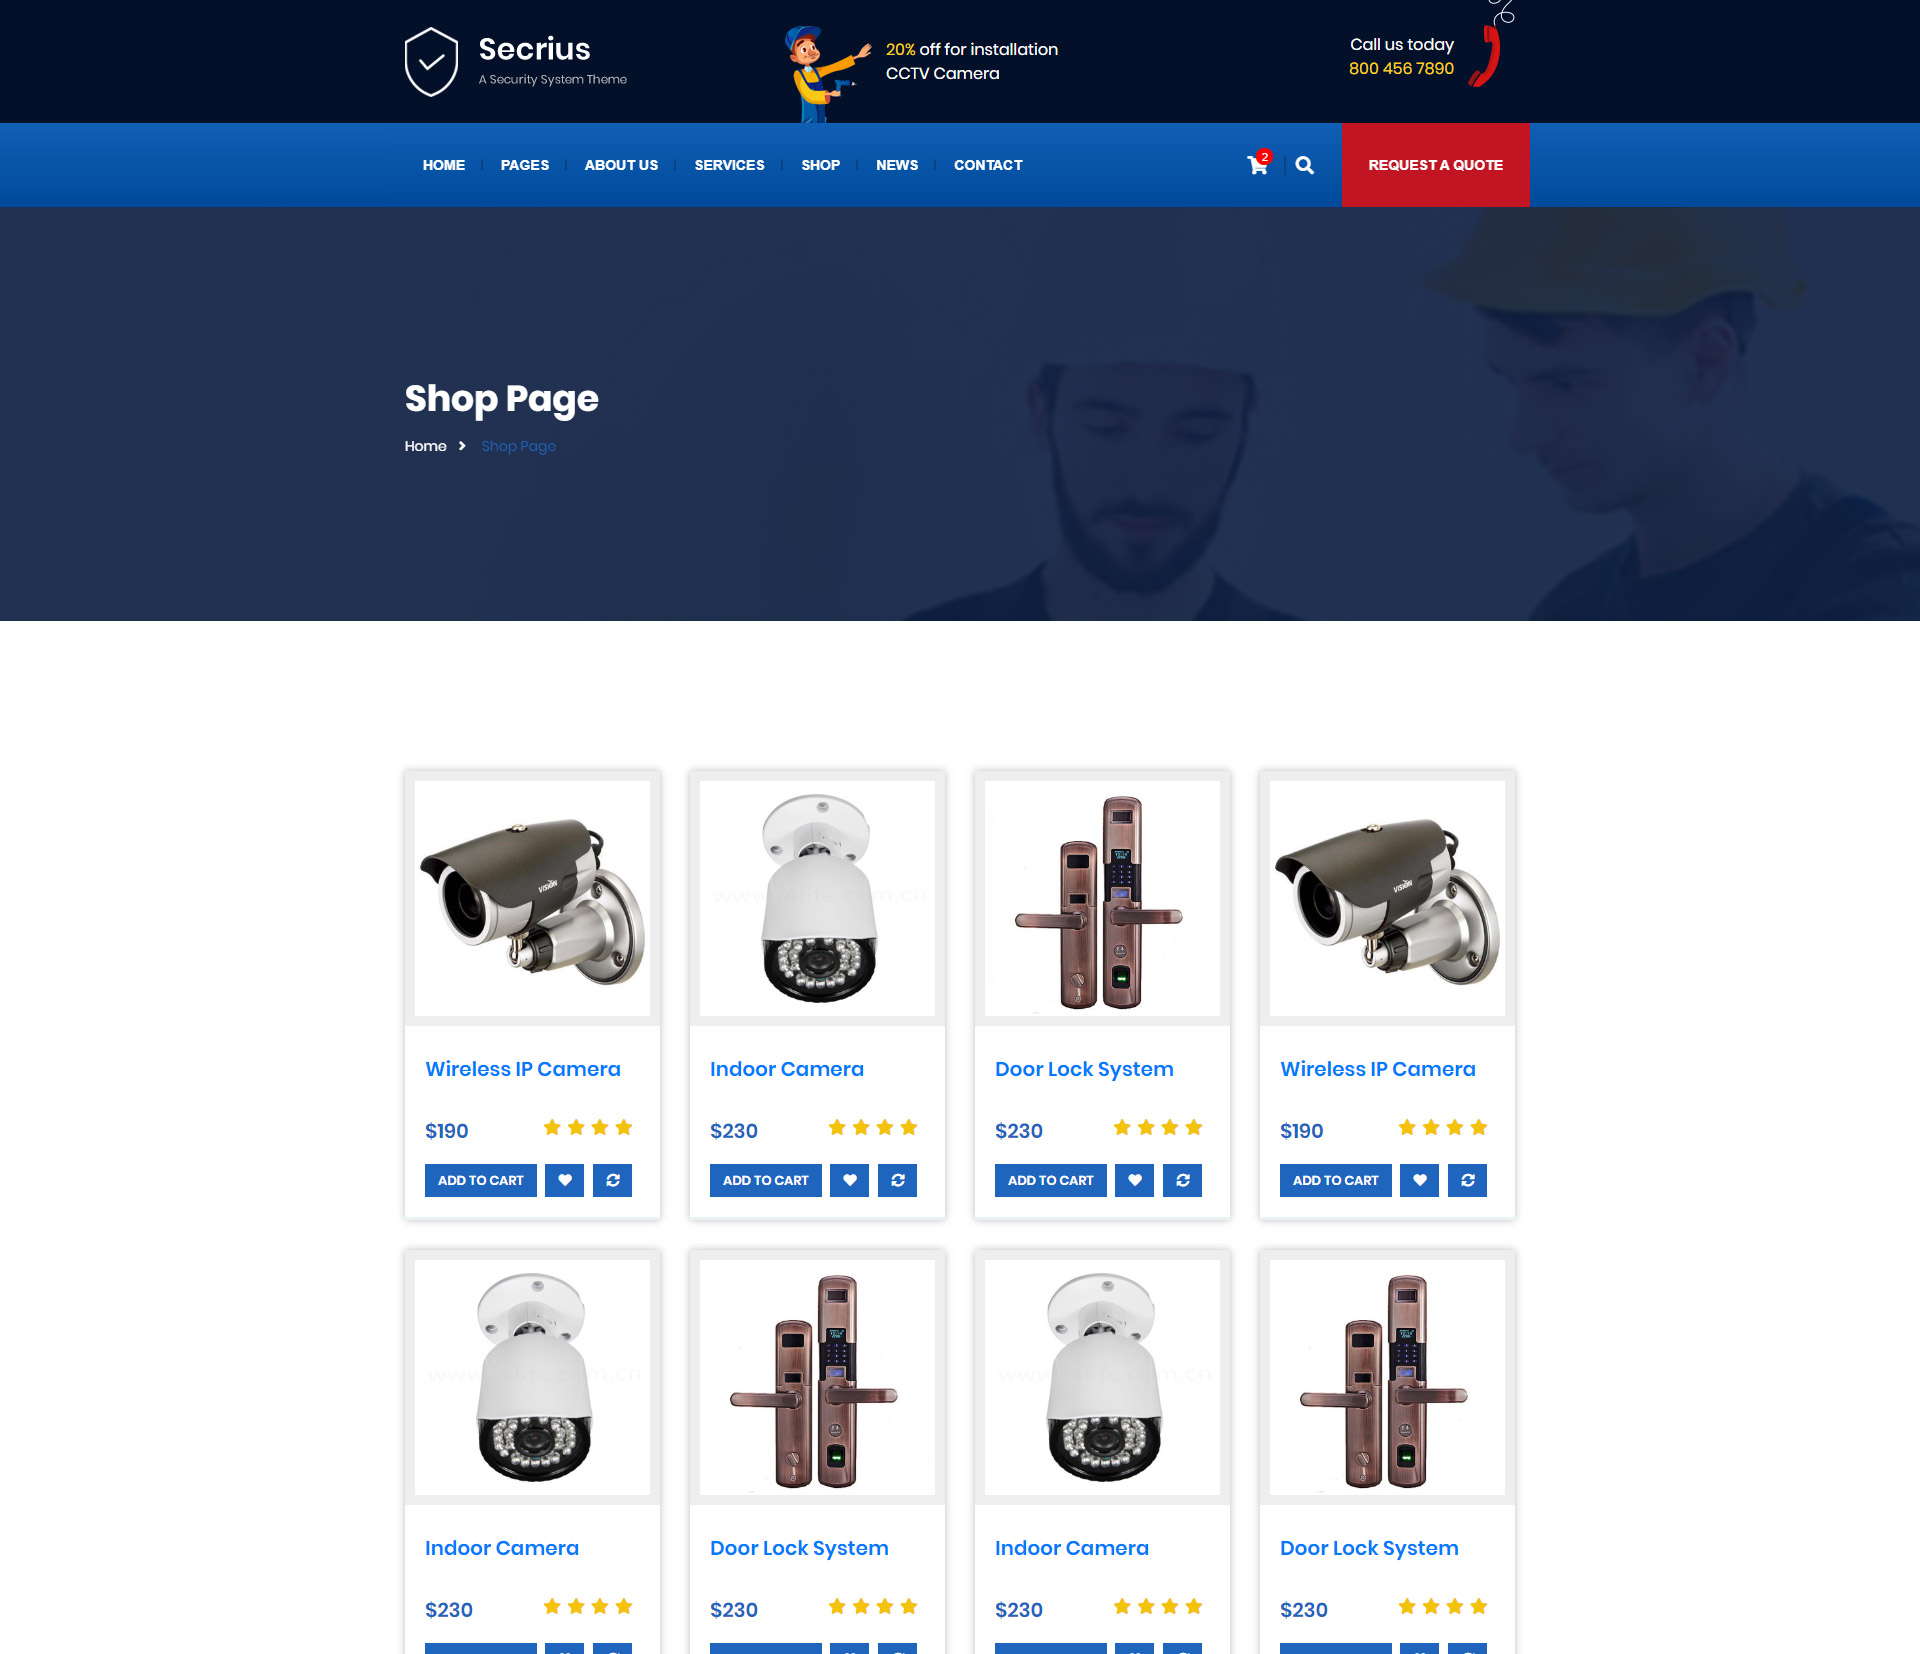 Secrius
A Security System Theme
20% off for installation
CCTV Camera
Call us today
800 456 7890
HOME
PAGES
ABOUT US
SERVICES
SHOP
NEWS
CONTACT
2
REQUEST A QUOTE
Shop Page
Home
Shop Page
VISION
VISION
Wireless IP Camera
Indoor Camera
Door Lock System
Wireless IP Camera
$190
$230
$230
$190
ADD TO CART
ADD TO CART
ADD TO CART
ADD TO CART
Indoor Camera
Door Lock System
Indoor Camera
Door Lock System
$230
$230
$230
$230